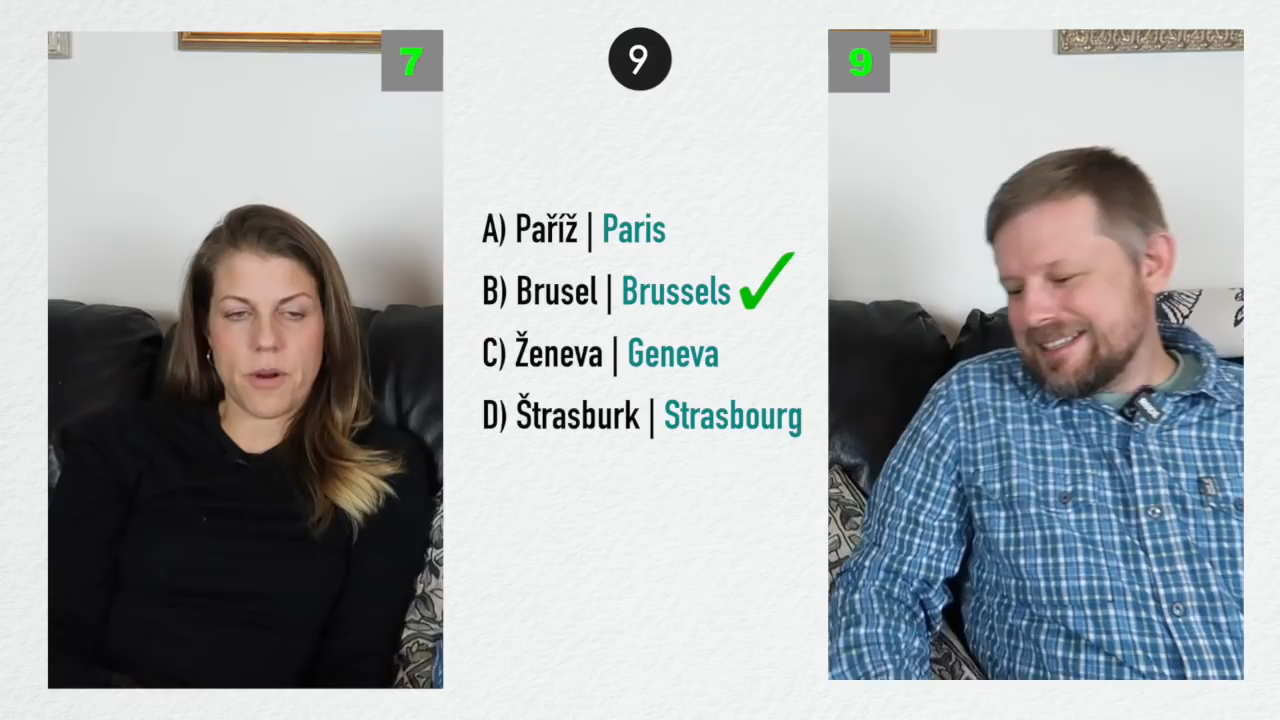 7
9
9
A) Paříž | Paris
B) Brusel | Brussels
C) Ženeva | Geneva
D) Štrasburk | Strasbourg